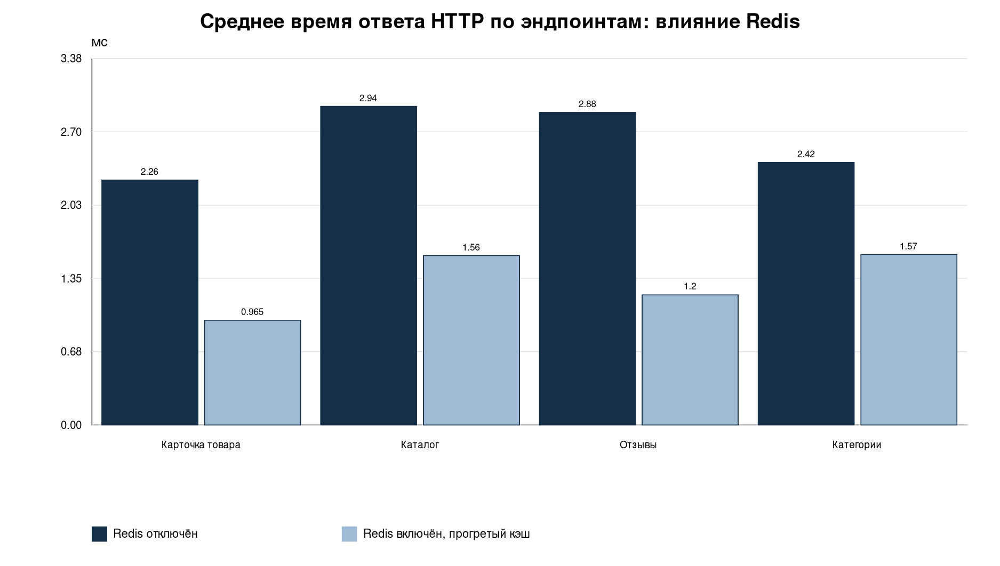 Среднее время ответа HTTP по эндпоинтам: влияние Redis
мс
3.38
2.70
2.03
1.35
0.68
0.00
2.26
0.965
2.94
1.56
2.88
1.2
2.42
1.57
Карточка товара
Каталог
Отзывы
Категории
Redis отключён
Redis включён, прогретый кэш